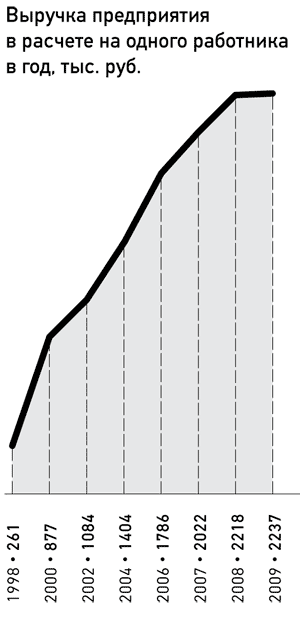 Выручка предприятия
в расчете на одного работника
в год, тыс. руб.
1998 • 261
2000 • 877
2002 • 1084
2004 • 1404
2006 • 1786
2007 • 2022
2008 • 2218
2009 • 2237